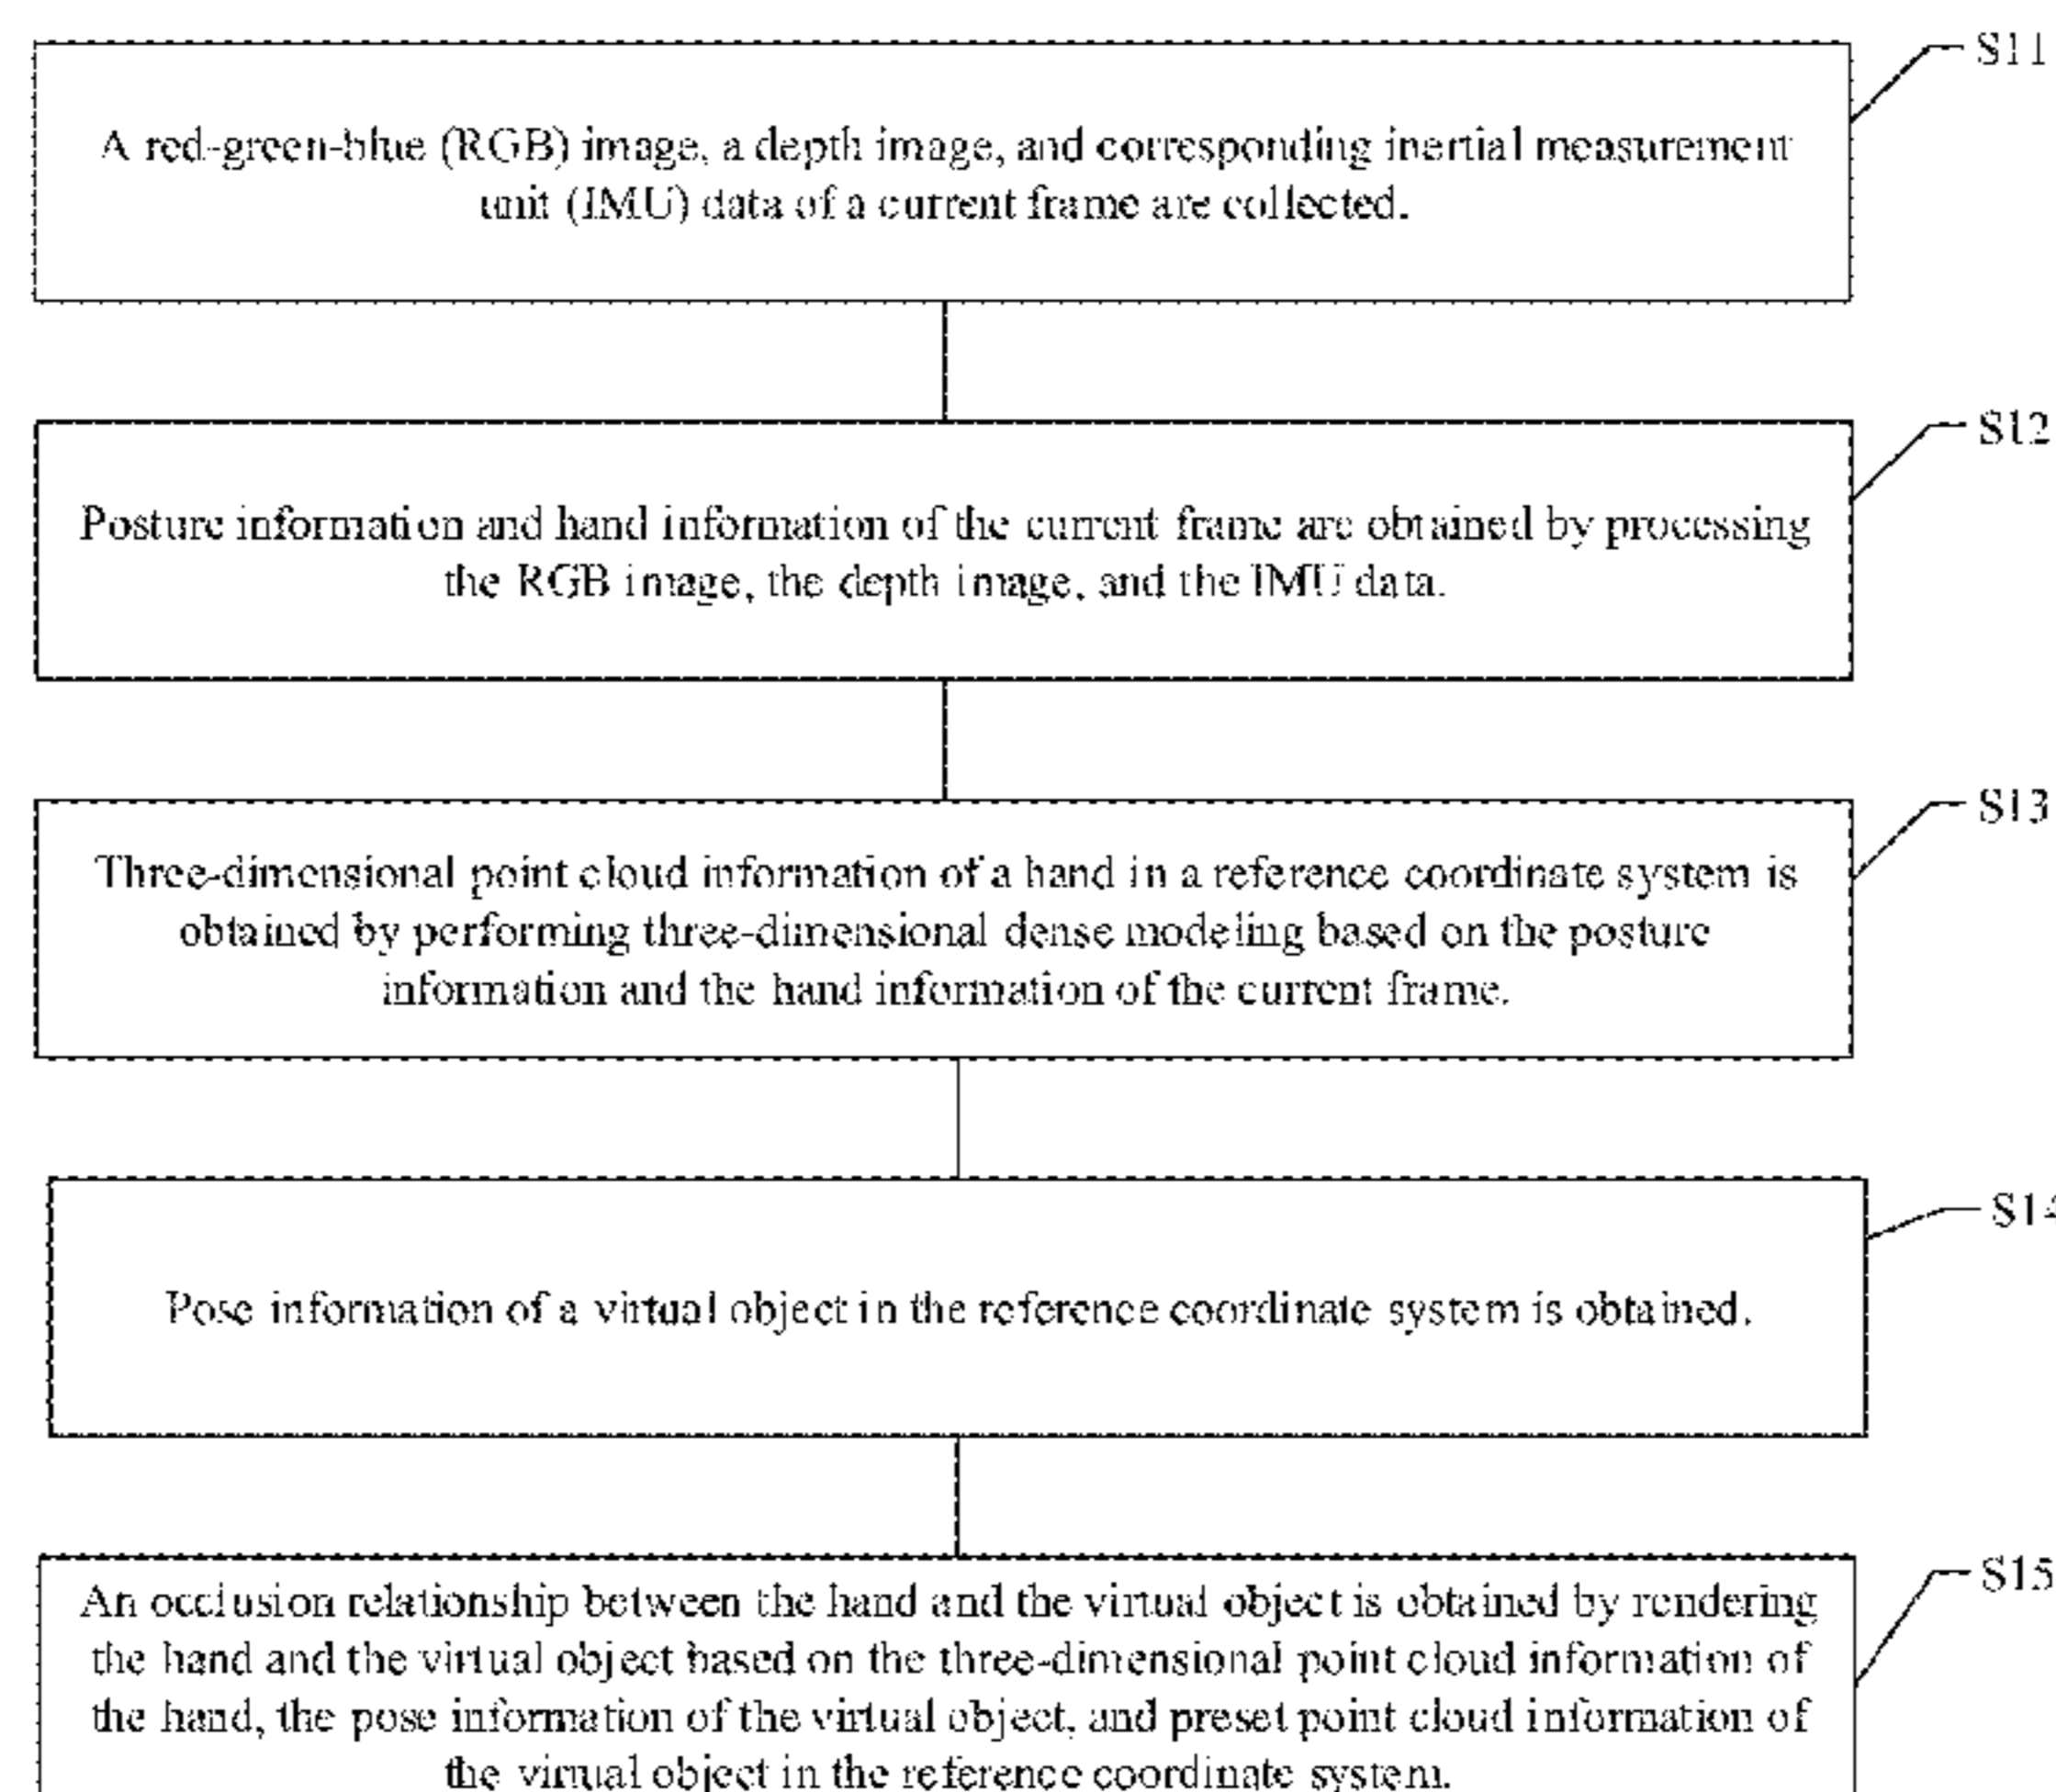 S11
A red-green-blue (RGB) image, a depth image, and corresponding inertial measurement
unit (IMU) data of a current frame are collected.
S12
Posture information and hand information of the current frame are obtained by processing
the RGB image, the depth image, and the IMU data.
S13
Three-dimensional point cloud information of a hand in a reference coordinate system is
obtained by performing three-dimensional dense modeling based on the posture
information and the hand information of the current frame.
S14
Pose information of a virtual object in the reference coordinate system is obtained.
S15
An occlusion relationship between the hand and the virtual object is obtained by rendering
the hand and the virtual object based on the three-dimensional point cloud information of
the hand, the pose information of the virtual object, and preset point cloud information of
the virtual object in the reference coordinate system.